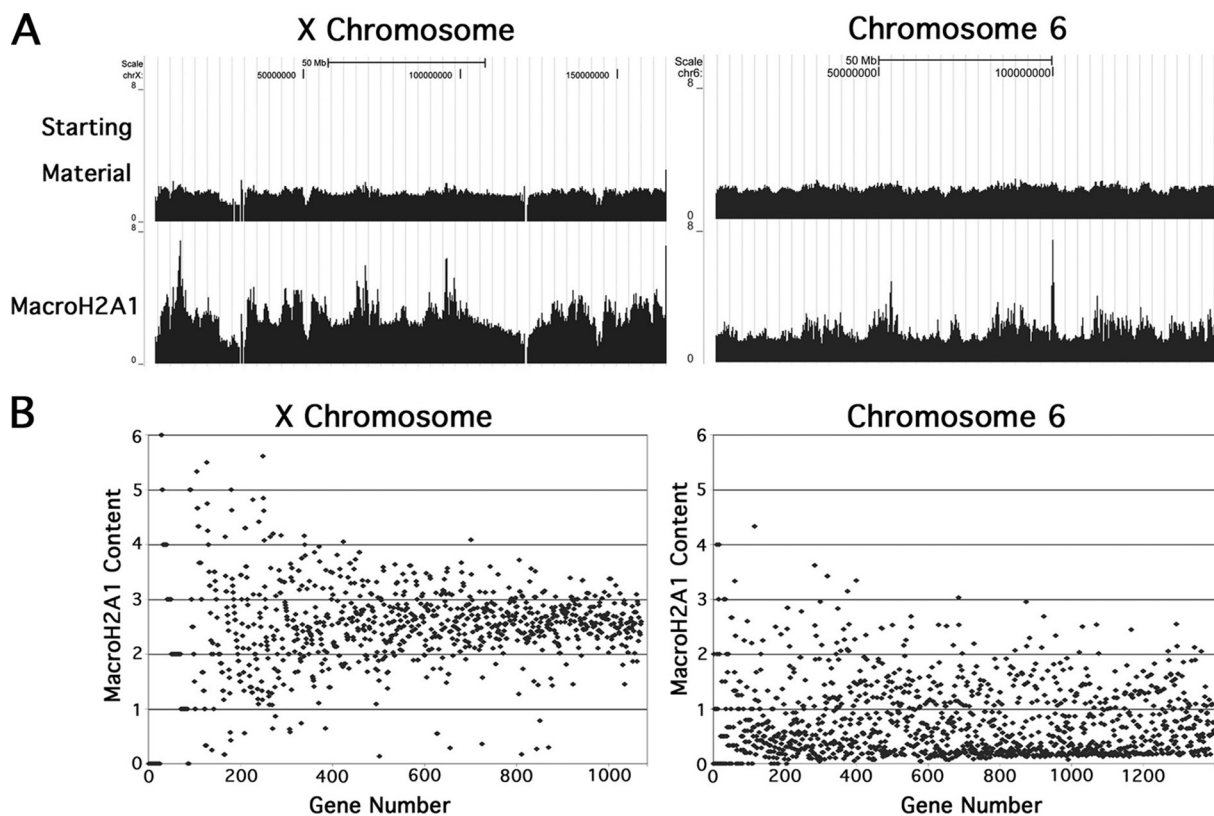 A
X Chromosome
Chromosome 6
Scale
chrX:
50 Mb
50000000
100000000
150000000
8
0
8
0
Scale
chr6:
50 Mb
50000000
100000000
8
0
8
0
Starting
Material
MacroH2A1
B
X Chromosome
Chromosome 6
MacroH2A1 Content
6
5
4
3
2
1
0
0 200 400 600 800 1000
Gene Number
MacroH2A1 Content
6
5
4
3
2
1
0
0 200 400 600 800 1000 1200
Gene Number